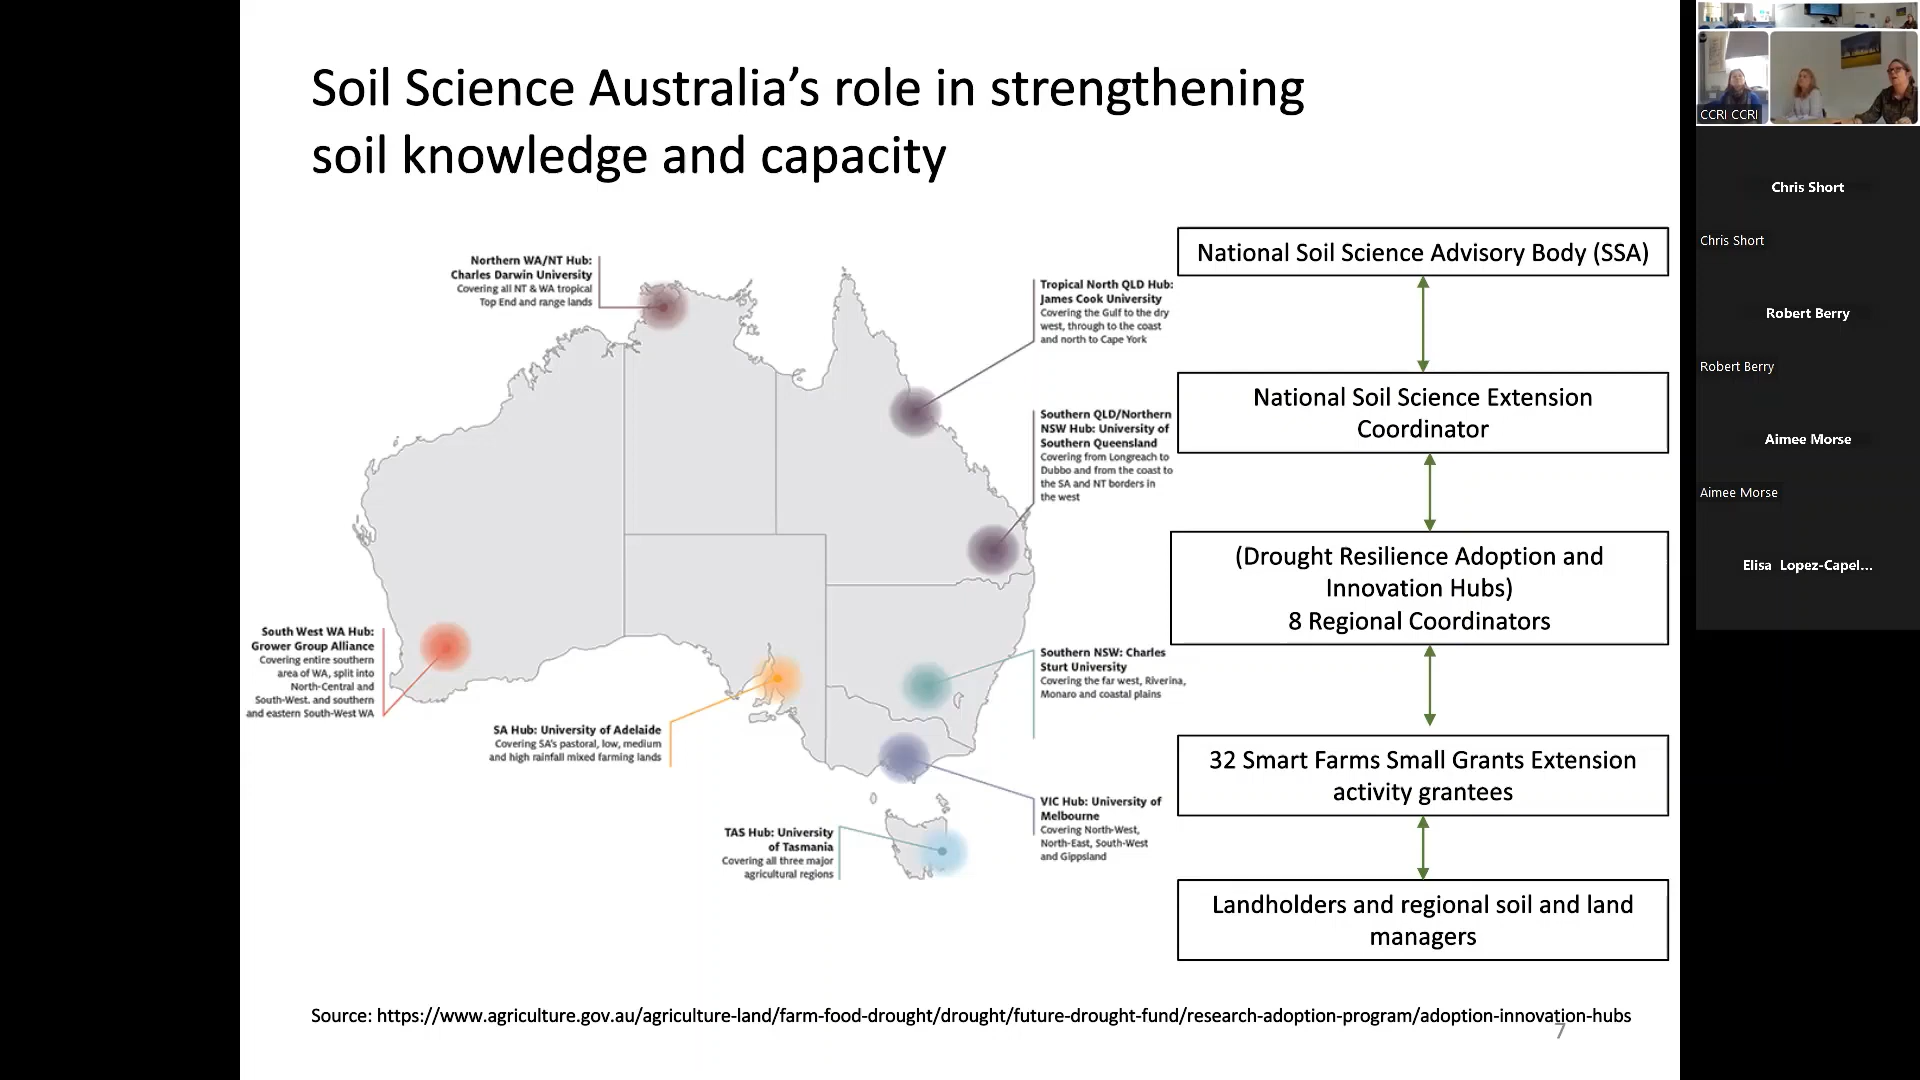 Soil Science Australia’s role in strengthening
soil knowledge and capacity
Northern WA/NT Hub:
Charles Darwin University
Covering all NT & WA tropical
Top End and range lands
Tropical North QLD Hub:
James Cook University
Covering the Gulf to the dry
west, through to the coast
and north to Cape York
Southern QLD/Northern
NSW Hub: University of
Southern Queensland
Covering from Longreach to
Dubbo and from the coast to
the SA and NT borders in
the west
South West WA Hub:
Grower Group Alliance
Covering entire southern
area of WA, split into
North-Central and
South-West. and southern
and eastern South-West WA
SA Hub: University of Adelaide
Covering SA's pastoral, low, medium
and high rainfall mixed farming lands
Southern NSW: Charles
Sturt University
Covering the far west, Riverina,
Monaro and coastal plains
VIC Hub: University of
Melbourne
Covering North-West,
North-East, South-West
and Gippsland
TAS Hub: University
of Tasmania
Covering all three major
agricultural regions
National Soil Science Advisory Body (SSA)
National Soil Science Extension
Coordinator
(Drought Resilience Adoption and
Innovation Hubs)
8 Regional Coordinators
32 Smart Farms Small Grants Extension
activity grantees
Landholders and regional soil and land
managers
Source: https://www.agriculture.gov.au/agriculture-land/farm-food-drought/drought/future-drought-fund/research-adoption-program/adoption-innovation-hubs
7
CCRI CCRI
Chris Short
Chris Short
Robert Berry
Robert Berry
Aimee Morse
Aimee Morse
Elisa Lopez-Capel...